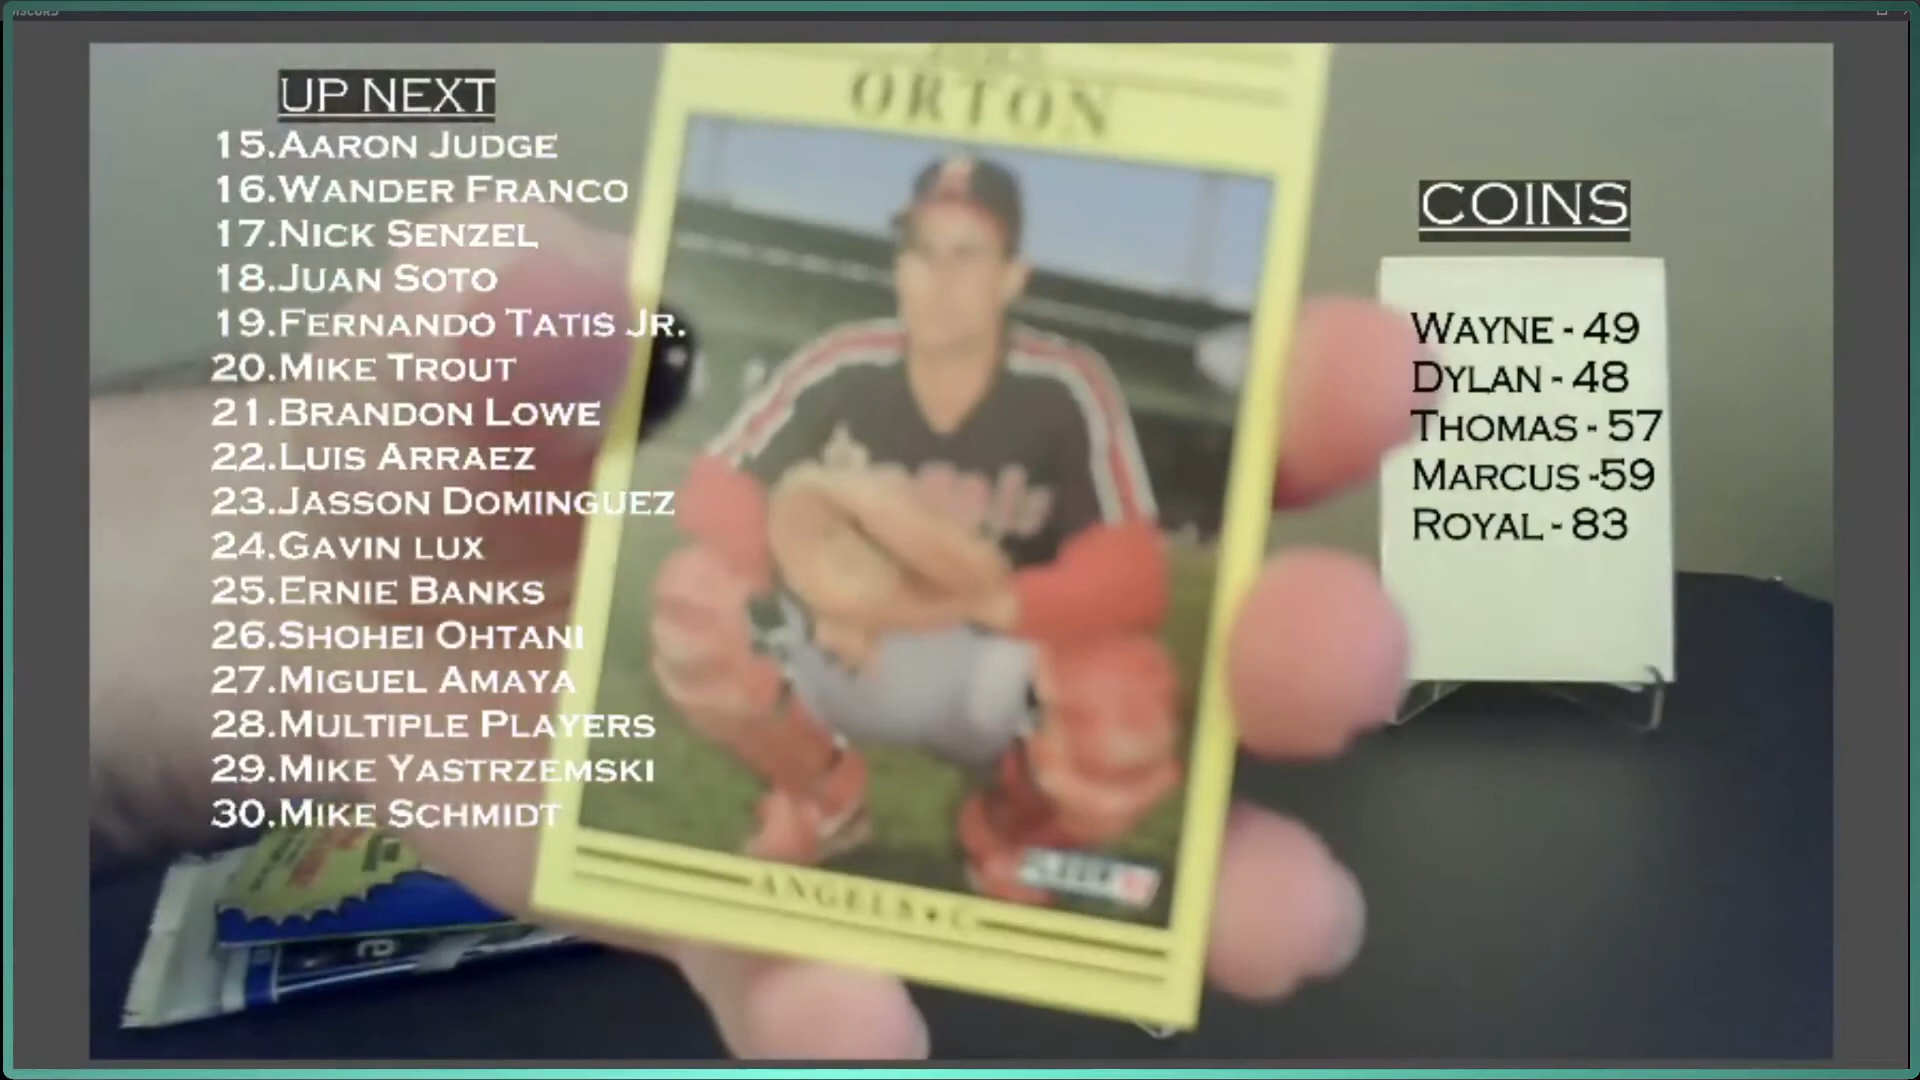 UP NEXT
15.AARON JUDGE
16.WANDER FRANCO
17.NICK SENZEL
18.JUAN SOTO
19.FERNANDO TATIS JR.
20.MIKE TROUT
21.BRANDON LOWE
22.LUIS ARRAEZ
23.JASSON DOMINGUEZ
24.GAVIN LUX
25.ERNIE BANKS
26.SHOHEI OHTANI
27.MIGUEL AMAYA
28.MULTIPLE PLAYERS
29.MIKE YASTRZEMSKI
30.MIKE SCHMIDT
ORTON
Angels
ANGELS • C
COINS
WAYNE - 49
DYLAN - 48
THOMAS - 57
MARCUS -59
ROYAL - 83